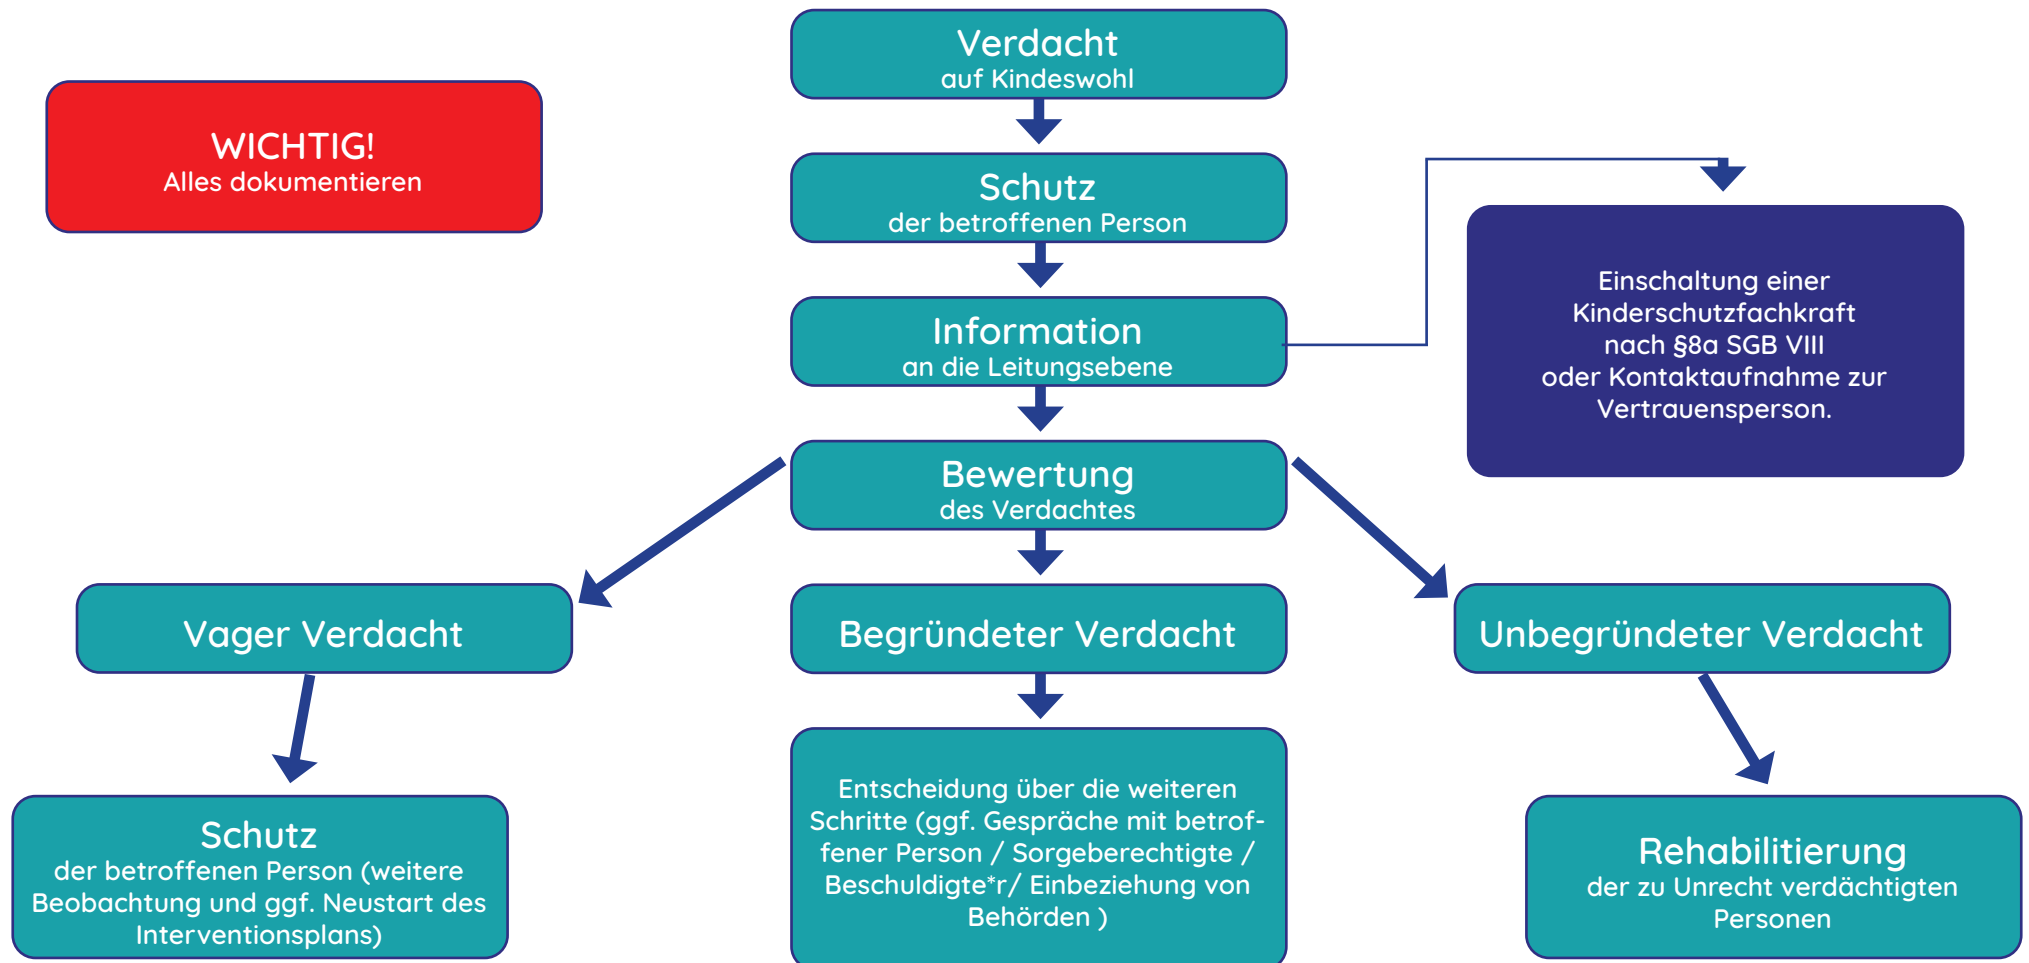 Verdacht
auf Kindeswohl
WICHTIG!
Alles dokumentieren
Schutz
der betroffenen Person
Information
an die Leitungsebene
Einschaltung einer
Kinderschutzfachkraft
nach §8a SGB VIII
oder Kontaktaufnahme zur
Vertrauensperson.
Bewertung
des Verdachtes
Vager Verdacht
Begründeter Verdacht
Unbegründeter Verdacht
Schutz
der betroffenen Person (weitere
Beobachtung und ggf. Neustart des
Interventionsplans)
Entscheidung über die weiteren
Schritte (ggf. Gespräche mit betrof-
fener Person / Sorgeberechtigte /
Beschuldigte*r/ Einbeziehung von
Behörden )
Rehabilitierung
der zu Unrecht verdächtigten
Personen